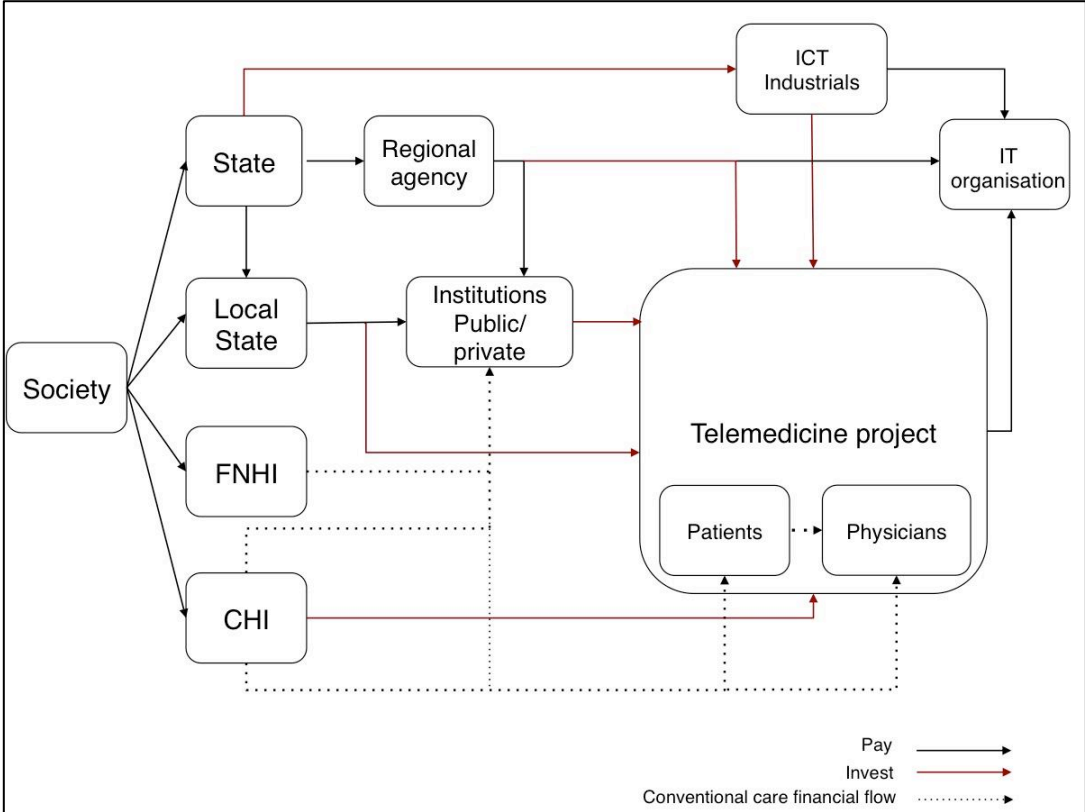 ICT
Industrials
State
Regional
agency
IT
organisation
Local
State
Institutions
Public/
private
Society
FNHI
Telemedicine project
Patients
Physicians
CHI
Pay
Invest
Conventional care financial flow